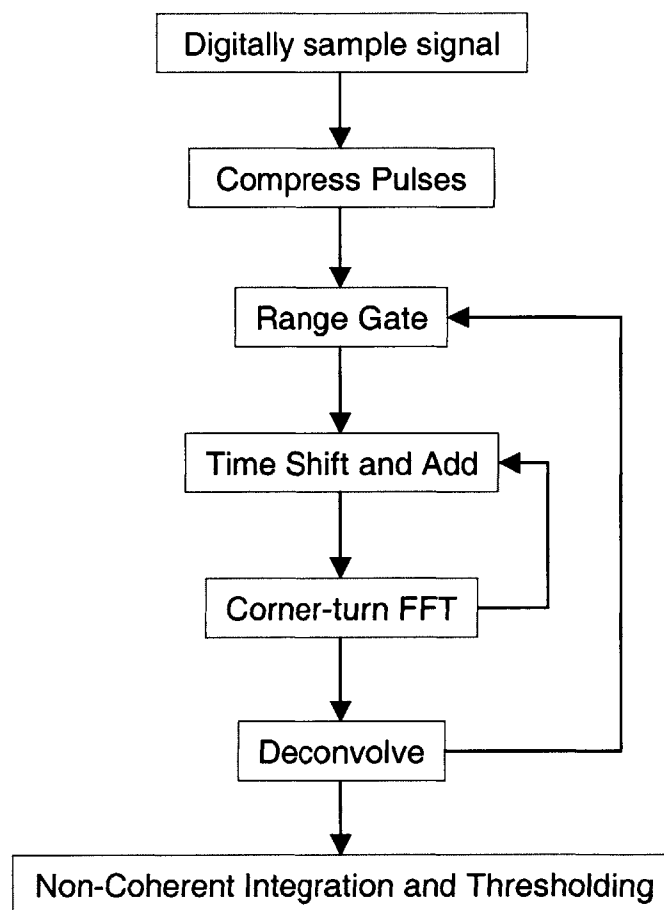 Digitally sample signal
Compress Pulses
Range Gate
Time Shift and Add
Corner-turn FFT
Deconvolve
Non-Coherent Integration and Thresholding